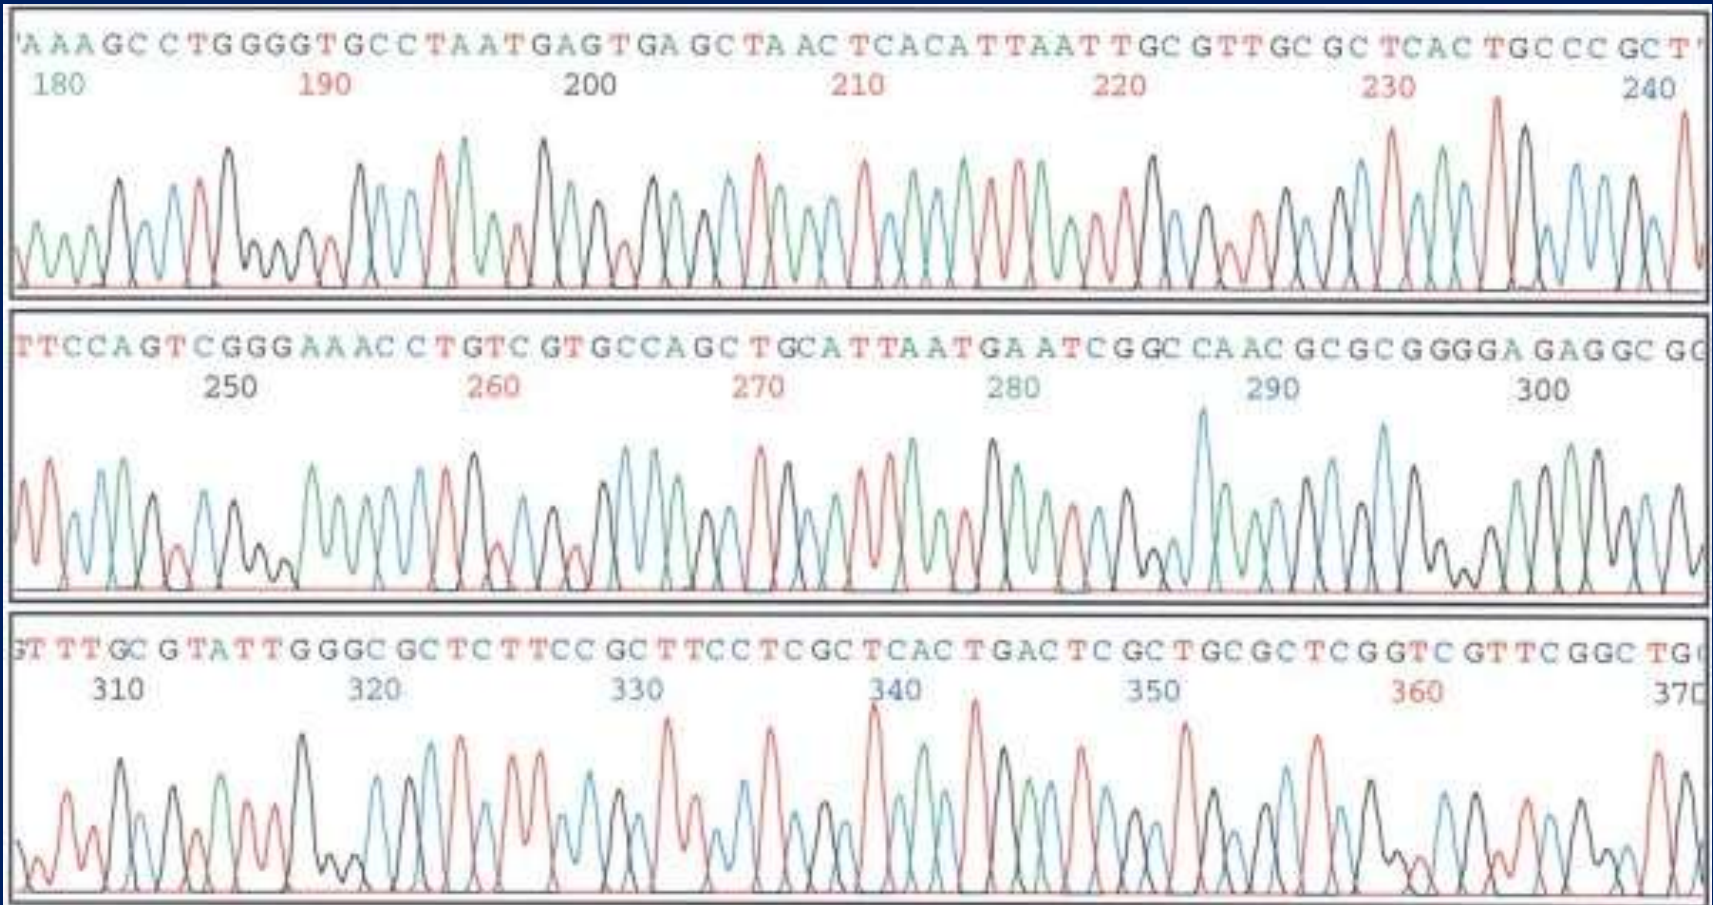 AAAGCCTGGGGTGCCTAATGAGTGAGCTAACTCACATTAATTGCGTTGCGCTCACTGCCCGCT
180 190 200 210 220 230 240
TTCCAGTCGGGAAACCTGTCGTGCCAGCTGCATTAATGAATCGGCCAACGCGCGGGGAGAGGCGG
250 260 270 280 290 300
GTTTGCGTATTGGGCGCTCTTCCGCTTCCTCGCTCACTGACTCGCTGCGCTCGGTCGTTCGGCTG
310 320 330 340 350 360 370